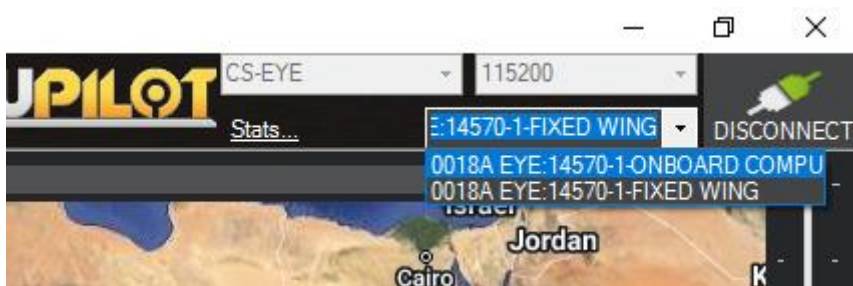 UPILOT
CS-EYE
115200
Stats...
E:14570-1-FIXED WING
DISCONNECT
0018A EYE:14570-1-ONBOARD COMPU
0018A EYE:14570-1-FIXED WING
Israel
Jordan
Cairo
K